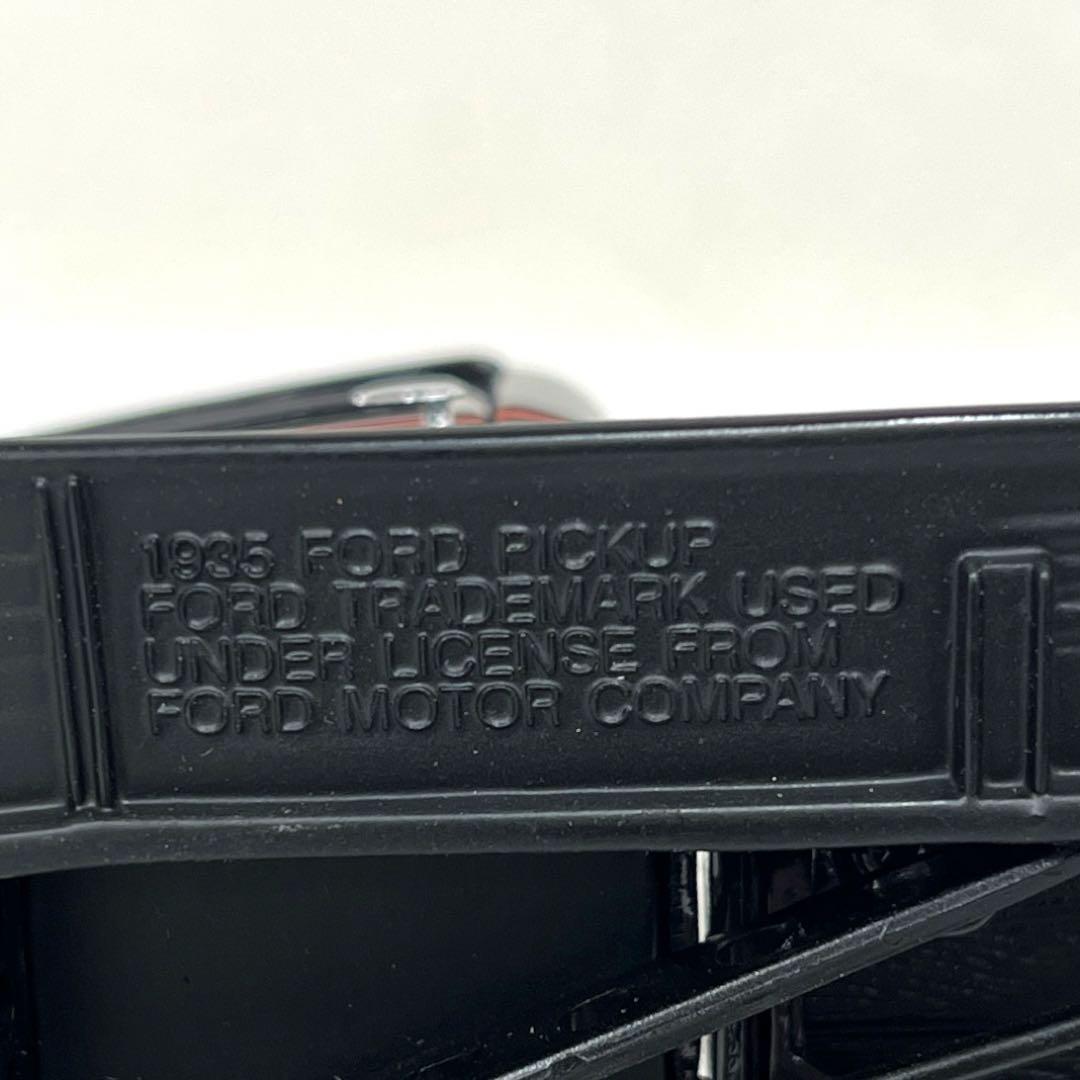 1935 FORD PICKUP
FORD TRADEMARK USED
UNDER LICENSE FROM
FORD MOTOR COMPANY